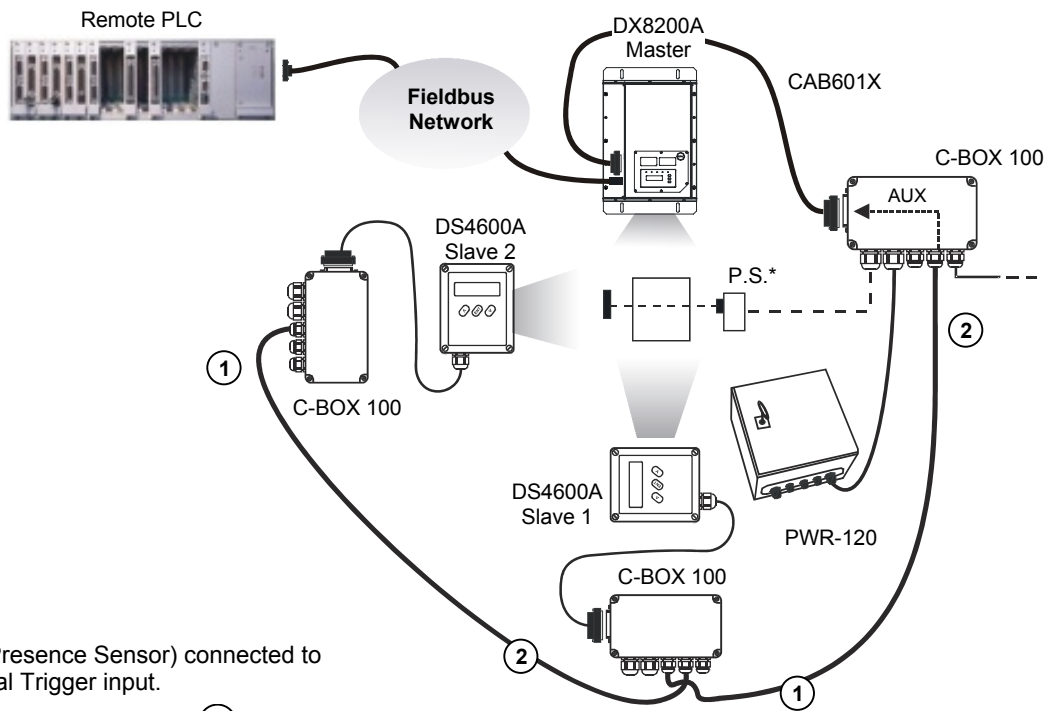 Remote PLC
DX8200A
Master
CAB601X
Fieldbus
Network
C-BOX 100
AUX
DS4600A
Slave 2
P.S.*
2
1
C-BOX 100
DS4600A
Slave 1
PWR-120
C-BOX 100
resence Sensor) connected to
al Trigger input.
2
1